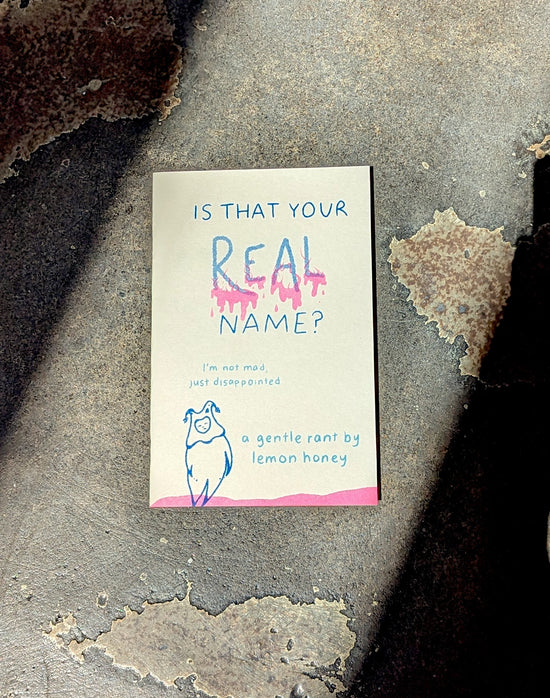 IS THAT YOUR
REAL
NAME?
I'm not mad,
just disappointed
a gentle rant by
lemon honey